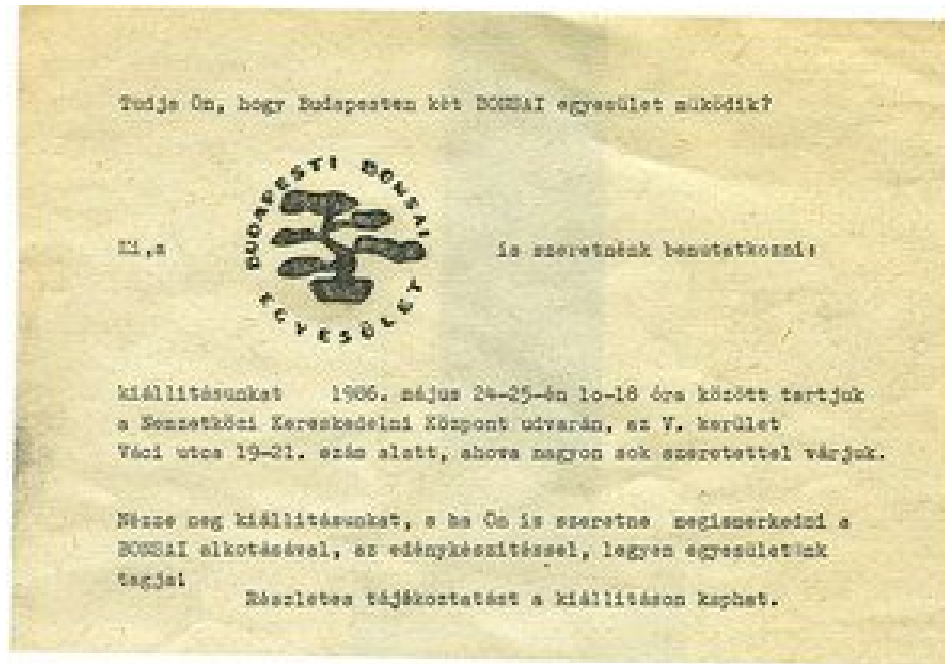 Tudja Ön, hogy Budapesten két BONSAI egyesület működik?
BUDAPESTI BONSAI EGYESÜLET
Mi,a
is szeretnénk bemutatkozni:
kiállításunkat 1986. május 24-25-én lo-18 óra között tartjuk
a Nemzetközi Kereskedelmi Központ udvarán, az V. kerület
Váci utca 19-21. szám alatt, ahova nagyon sok szeretettel várjuk.
Nézze meg kiállításunkat, s ha Ön is szeretne megismerkedni a
BONSAI alkotásával, az edénykészítéssel, legyen egyesületünk
tagja!
Részletes tájékoztatást a kiállításon kaphat.